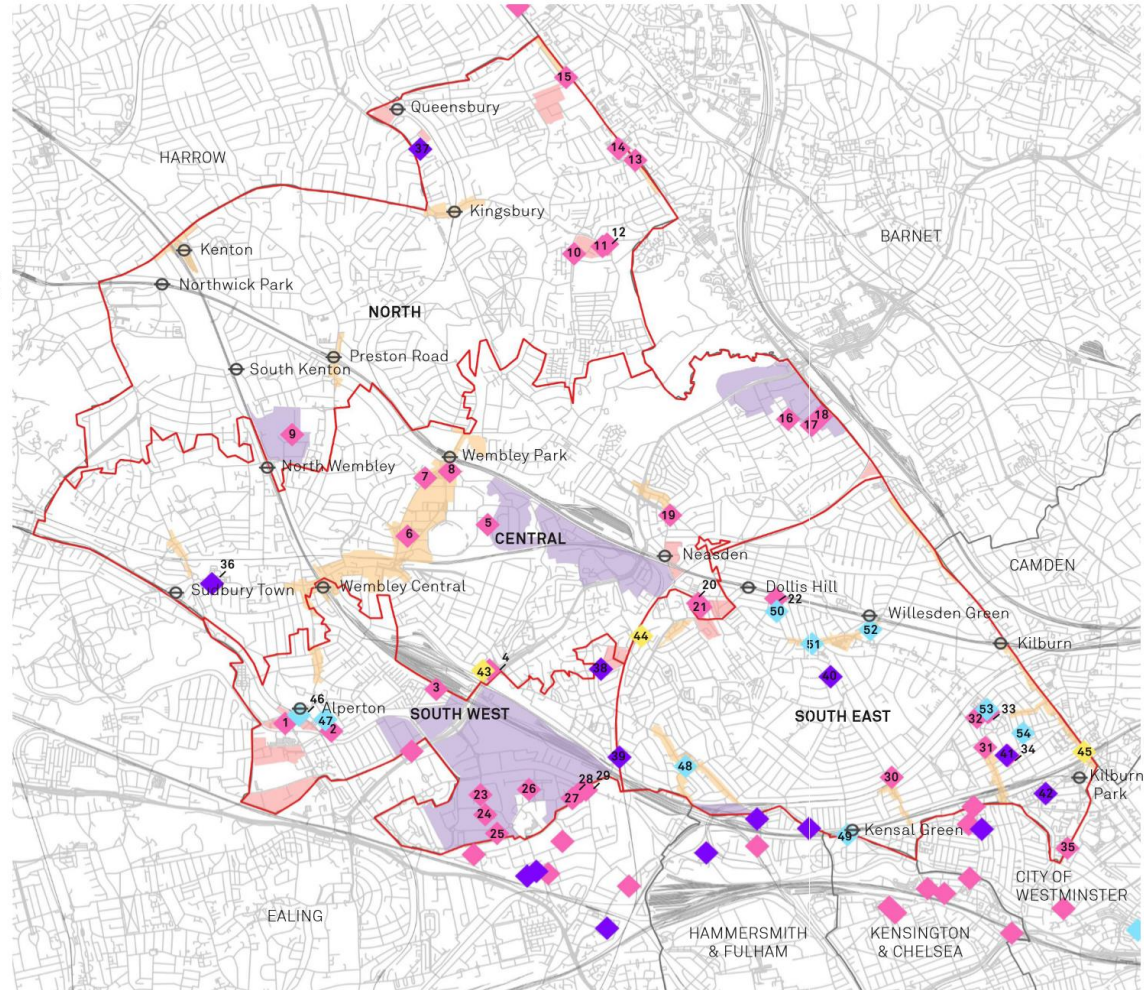 15
Queensbury
37
14
13
HARROW
Kingsbury
12
BARNET
11
10
Kenton
Northwick Park
NORTH
Preston Road
South Kenton
18
16
17
9
Wembley Park
North Wembley
8
7
19
5
CENTRAL
6
Neasden
CAMDEN
36
Sudbury Town
Wembley Central
20
Dollis Hill
22
21
50
Willesden Green
52
44
51
Kilburn
4
43
38
40
3
46
Alperton
47
1
2
SOUTH WEST
SOUTH EAST
53
33
32
54
31
41
34
45
39
48
Kilburn
Park
30
28
29
23
26
27
42
24
25
49
Kensal Green
35
CITY OF
WESTMINSTER
EALING
HAMMERSMITH
& FULHAM
KENSINGTON
& CHELSEA